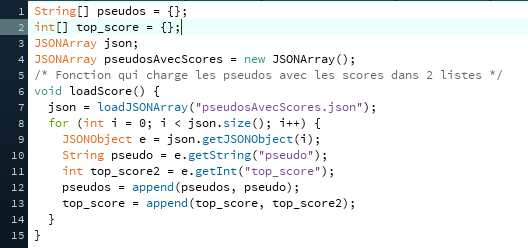 1 String[] pseudos = {};
2 int[] top_score = {};
3 JSONArray json;
4 JSONArray pseudosAvecScores = new JSONArray();
5 /* Fonction qui charge les pseudos avec les scores dans 2 listes */
6 void loadScore() {
7   json = loadJSONArray("pseudosAvecScores.json");
8   for (int i = 0; i < json.size(); i++) {
9     JSONObject e = json.getJSONObject(i);
10     String pseudo = e.getString("pseudo");
11     int top_score2 = e.getInt("top_score");
12     pseudos = append(pseudos, pseudo);
13     top_score = append(top_score, top_score2);
14   }
15 }